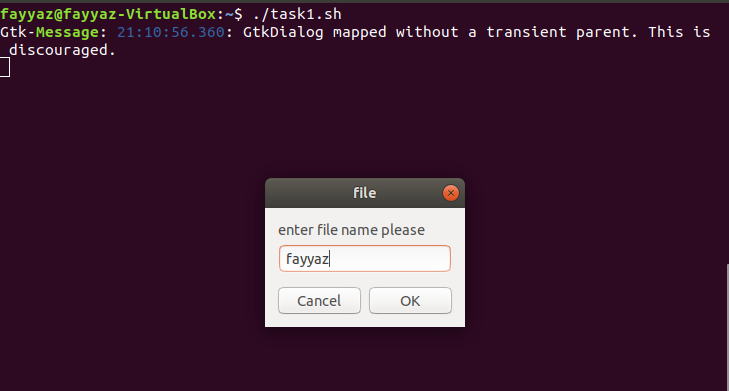 fayyaz@fayyaz-VirtualBox:~$ ./task1.sh
Gtk-Message: 21:10:56.360: GtkDialog mapped without a transient parent. This is
 discouraged.
file
enter file name please
fayyaz
Cancel OK